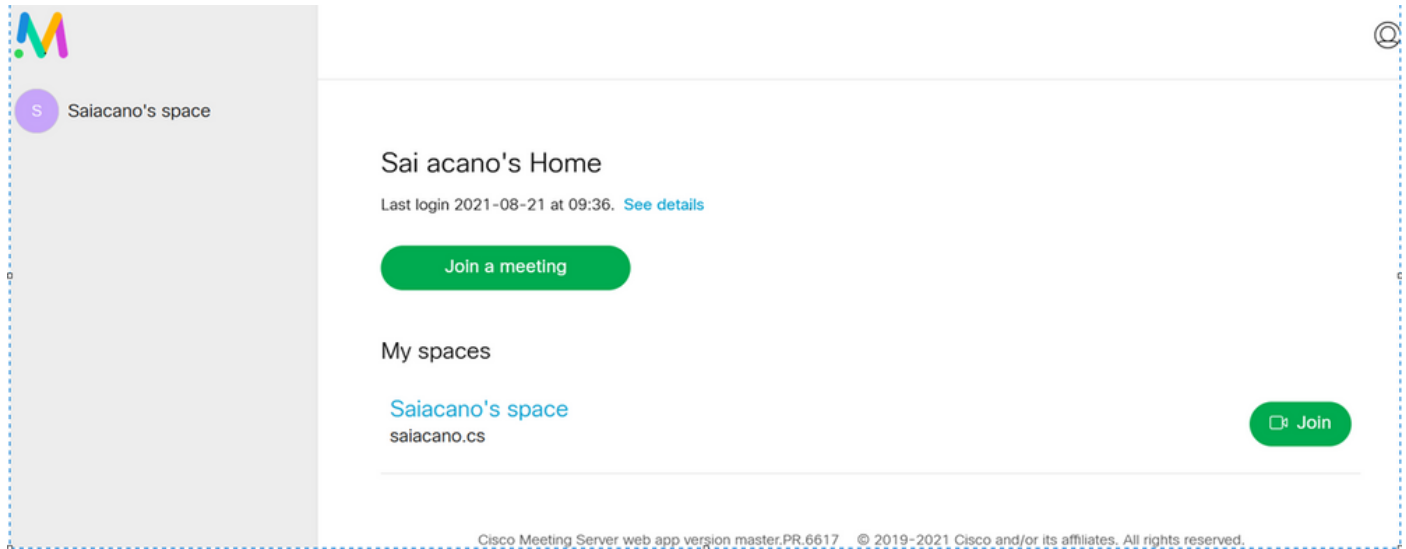 S
Saiacano's space
Sai acano's Home
Last login 2021-08-21 at 09:36. See details
Join a meeting
My spaces
Saiacano's space
saiacano.cs
Join
Cisco Meeting Server web app version master.PR.6617 © 2019-2021 Cisco and/or its affiliates. All rights reserved.